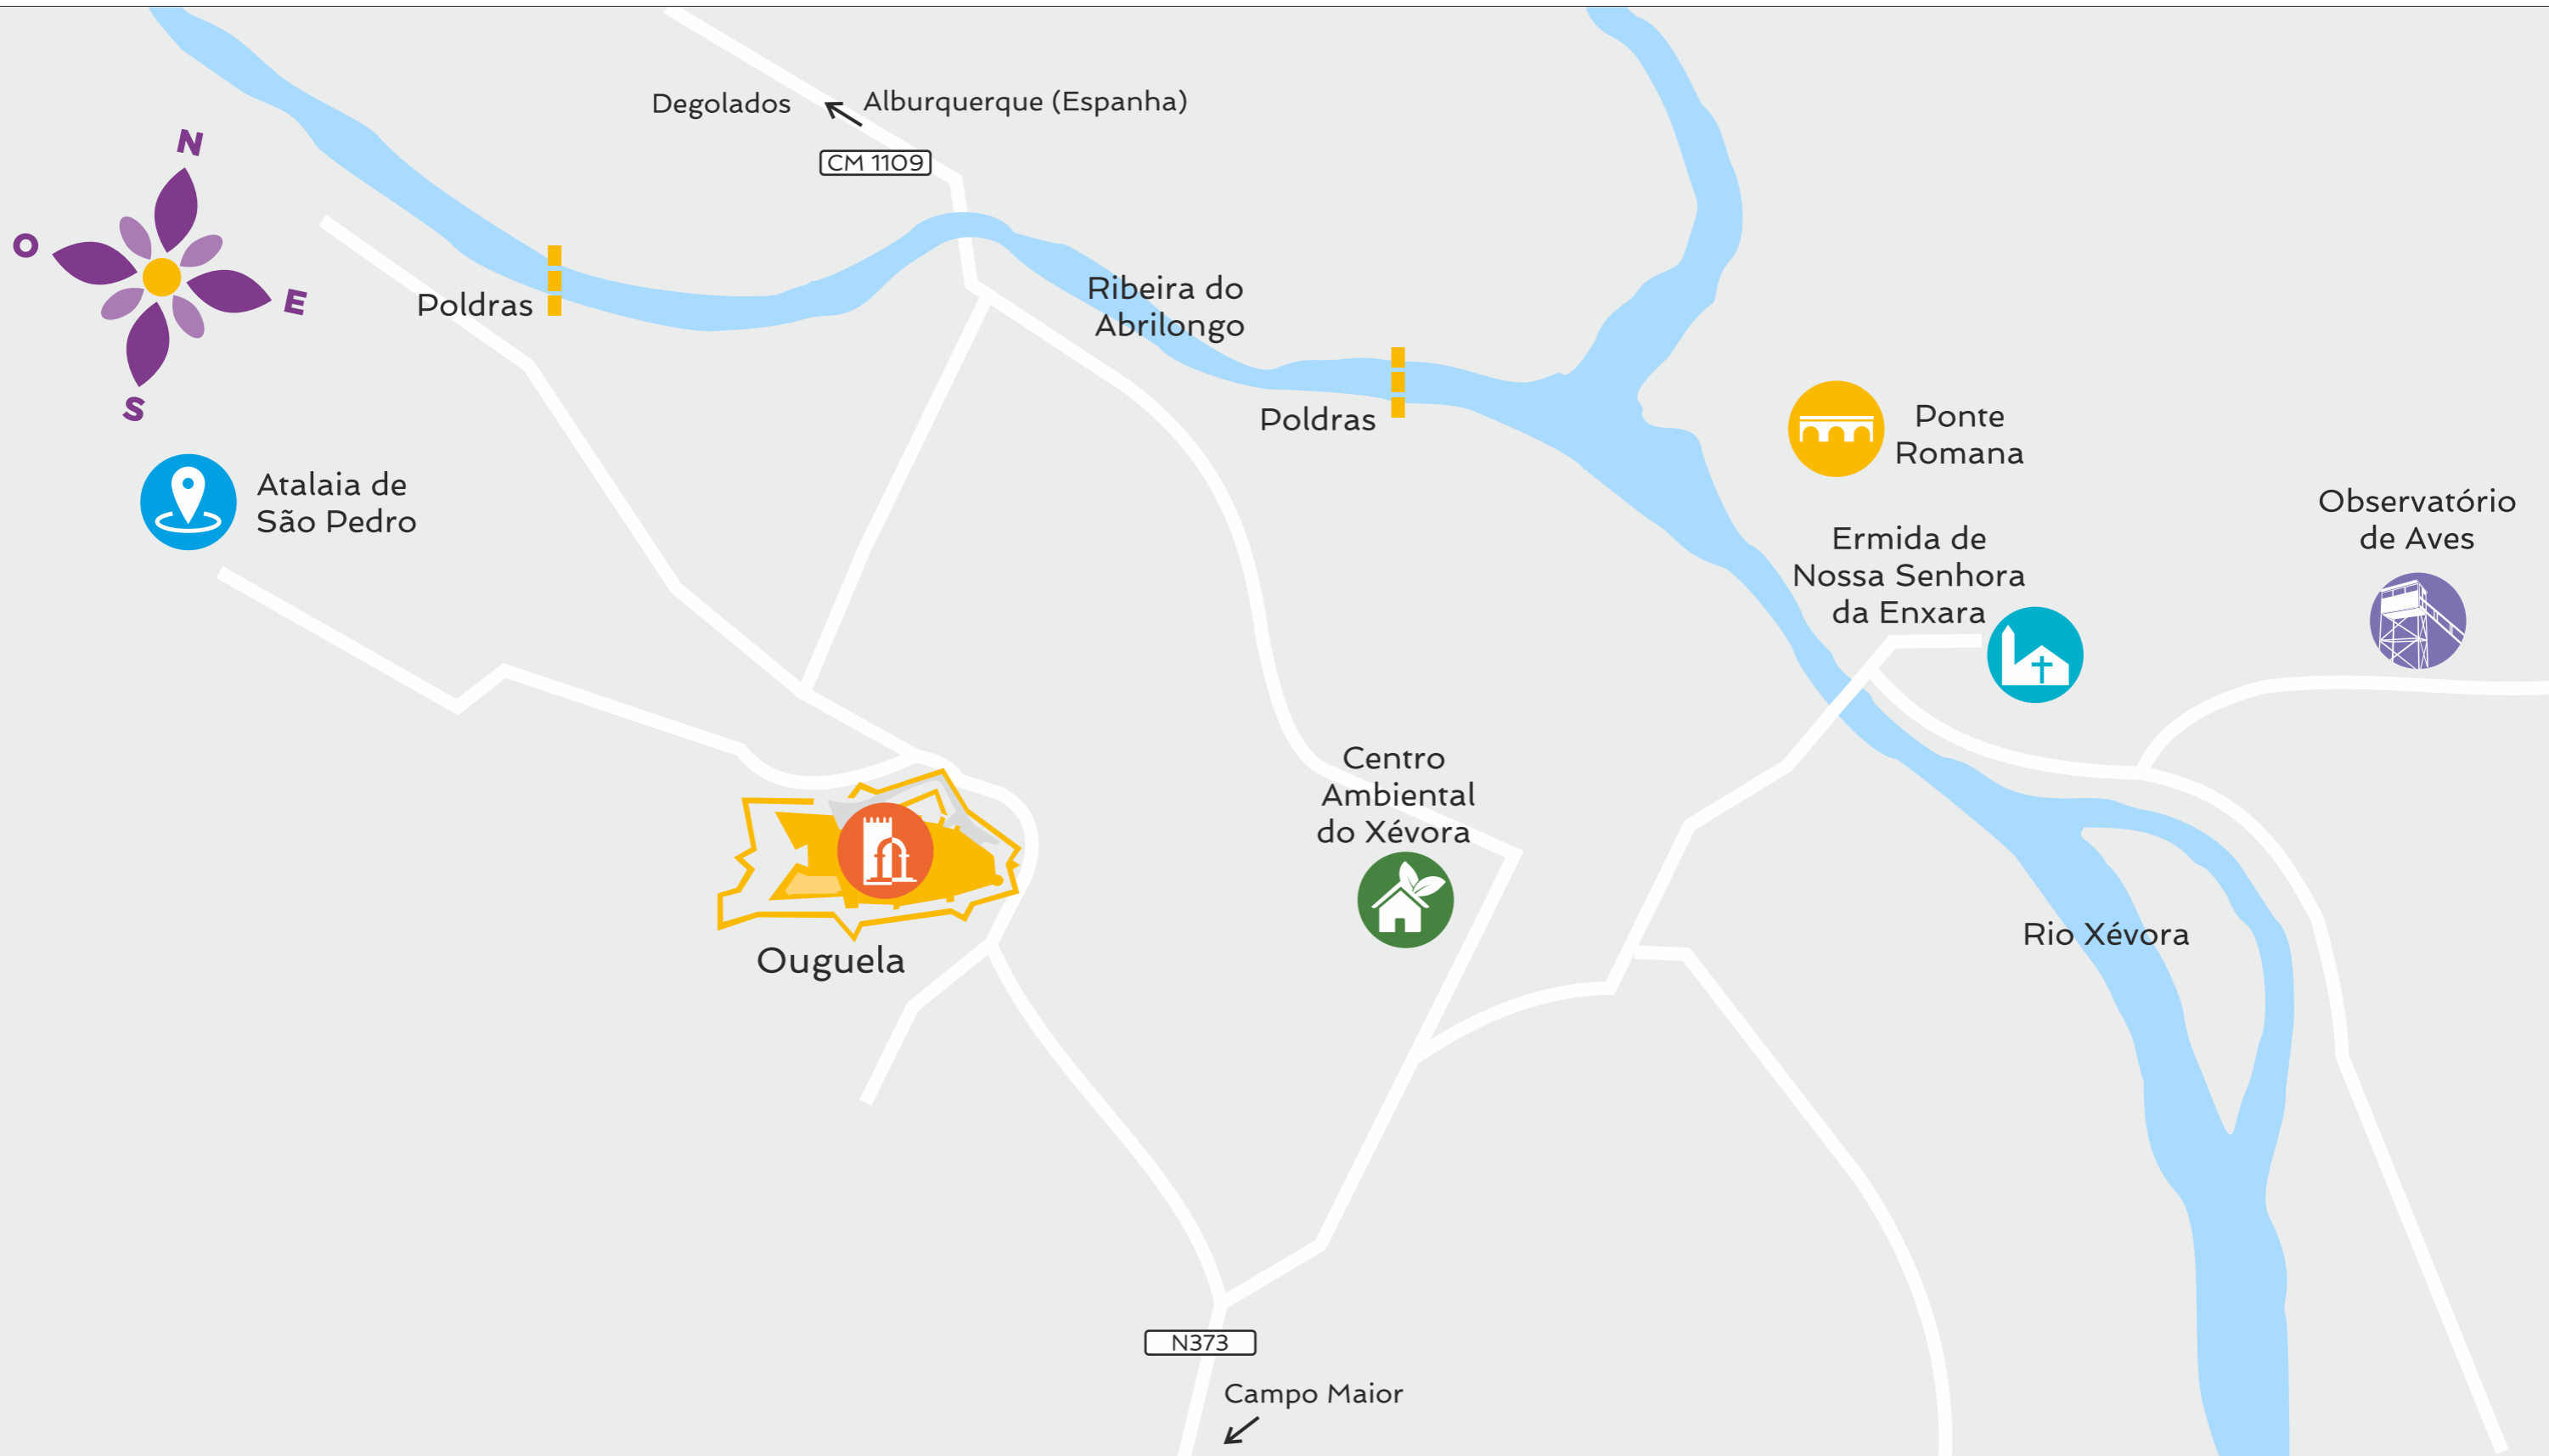 N
O
E
S
Degolados
Alburquerque (Espanha)
CM 1109
Poldras
Ribeira do
Abrilongo
Poldras
Ponte
Romana
Atalaia de
São Pedro
Observatório
de Aves
Ermida de
Nossa Senhora
da Enxara
Centro
Ambiental
do Xévora
Ouguela
Rio Xévora
N373
Campo Maior